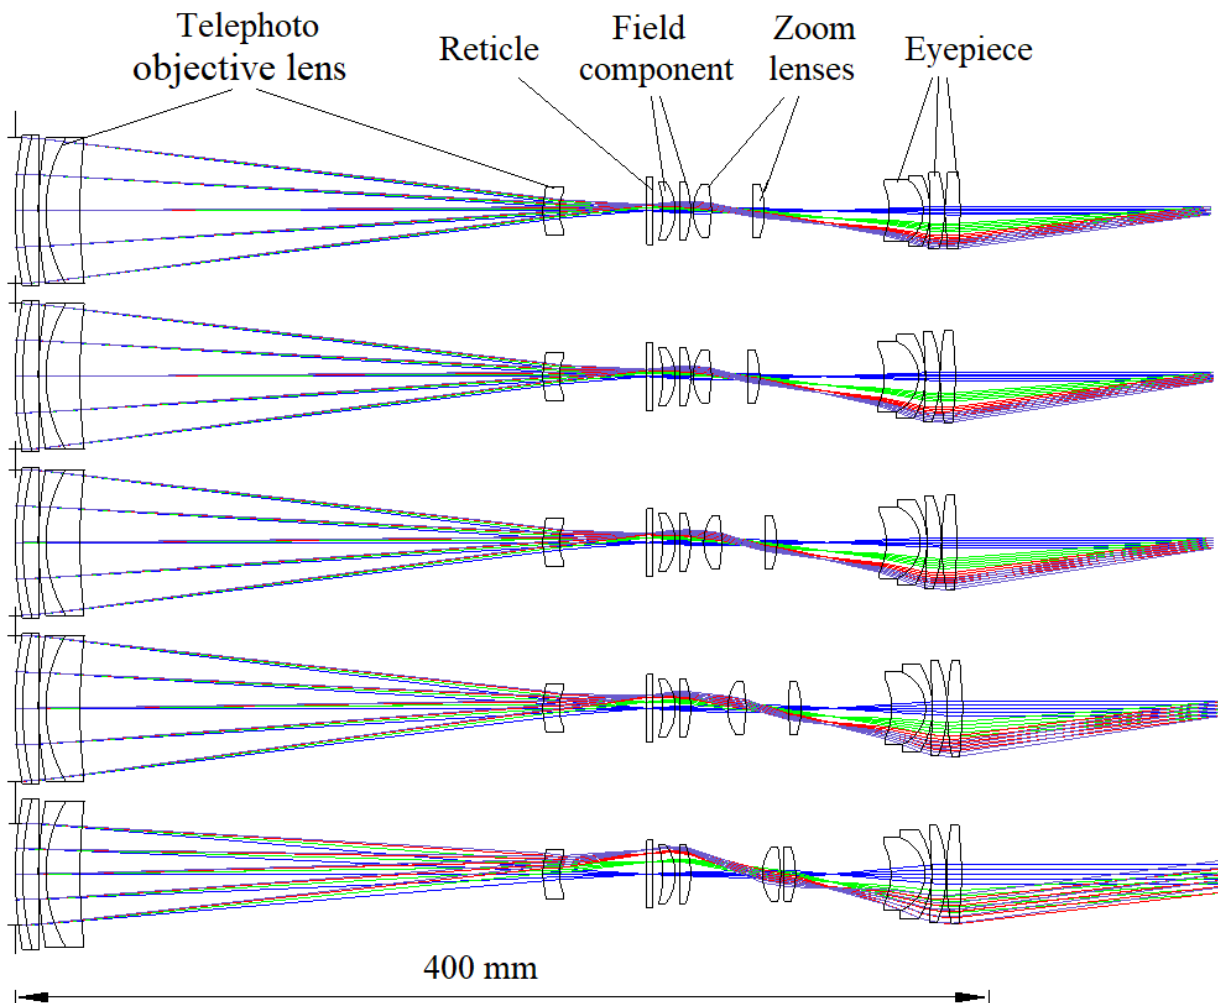 Telephoto
objective lens
Reticle
Field
component
Zoom
lenses
Eyepiece
400 mm